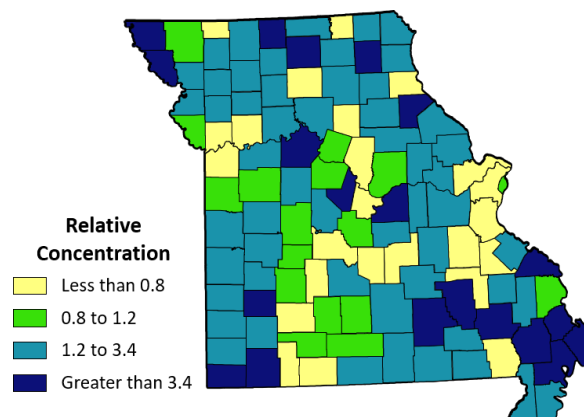 Relative
Concentration
Less than 0.8
0.8 to 1.2
1.2 to 3.4
Greater than 3.4